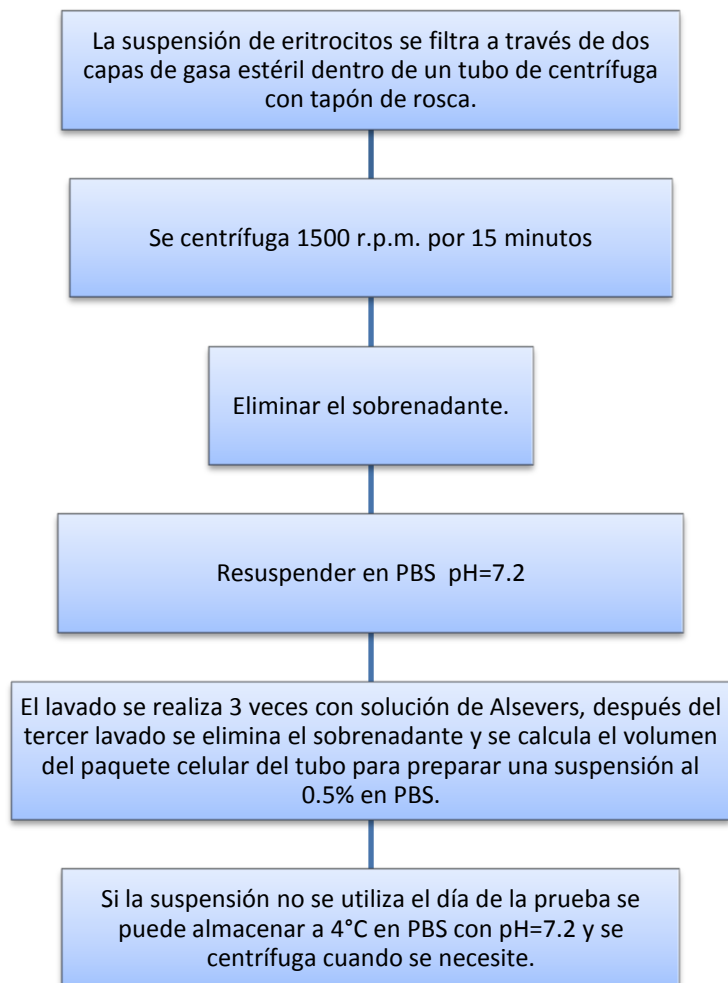 La suspensión de eritrocitos se filtra a través de dos
capas de gasa estéril dentro de un tubo de centrífuga
con tapón de rosca.
Se centrífuga 1500 r.p.m. por 15 minutos
Eliminar el sobrenadante.
Resuspender en PBS pH=7.2
El lavado se realiza 3 veces con solución de Alsevers, después del
tercer lavado se elimina el sobrenadante y se calcula el volumen
del paquete celular del tubo para preparar una suspensión al
0.5% en PBS.
Si la suspensión no se utiliza el día de la prueba se
puede almacenar a 4°C en PBS con pH=7.2 y se
centrífuga cuando se necesite.